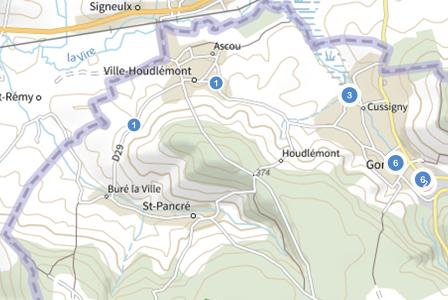 Signeulx
la Vire
Ascou
Ville-Houdlémont
1
3
t-Rémy
Cussigny
1
D29
Houdlémont
6
Gor
274
6
Buré la Ville
St-Pancré